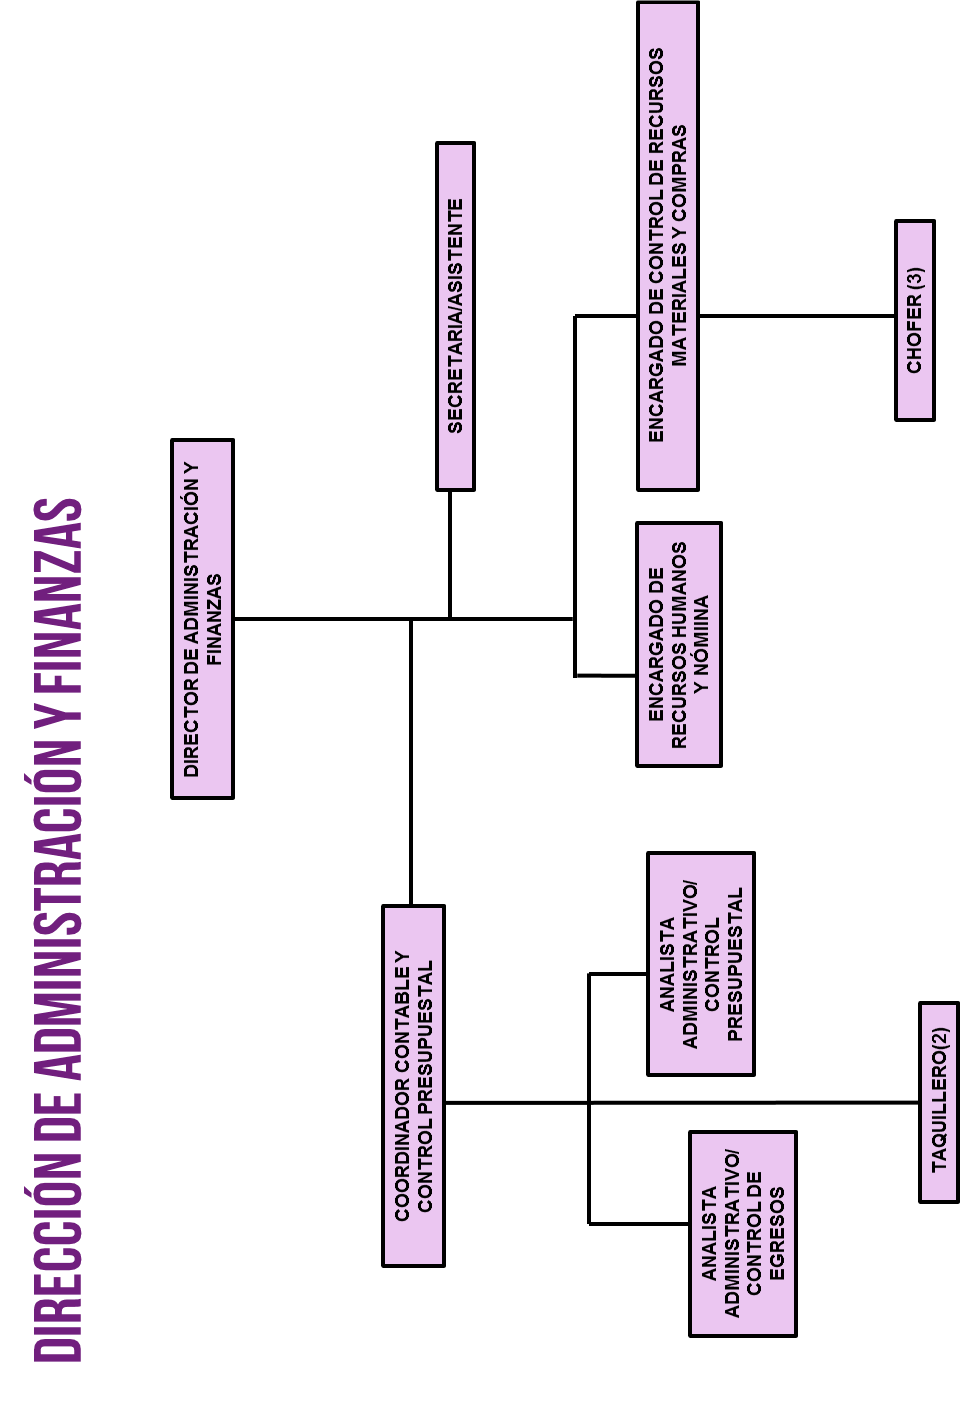 DIRECCIÓN DE ADMINISTRACIÓN Y FINANZAS
DIRECTOR DE ADMINISTRACIÓN Y
FINANZAS
SECRETARIA/ASISTENTE
COORDINADOR CONTABLE Y
CONTROL PRESUPUESTAL
ENCARGADO DE
RECURSOS HUMANOS
Y NÓMIINA
ENCARGADO DE CONTROL DE RECURSOS
MATERIALES Y COMPRAS
ANALISTA
ADMINISTRATIVO/
CONTROL DE
EGRESOS
ANALISTA
ADMINISTRATIVO/
CONTROL
PRESUPUESTAL
CHOFER (3)
TAQUILLERO(2)